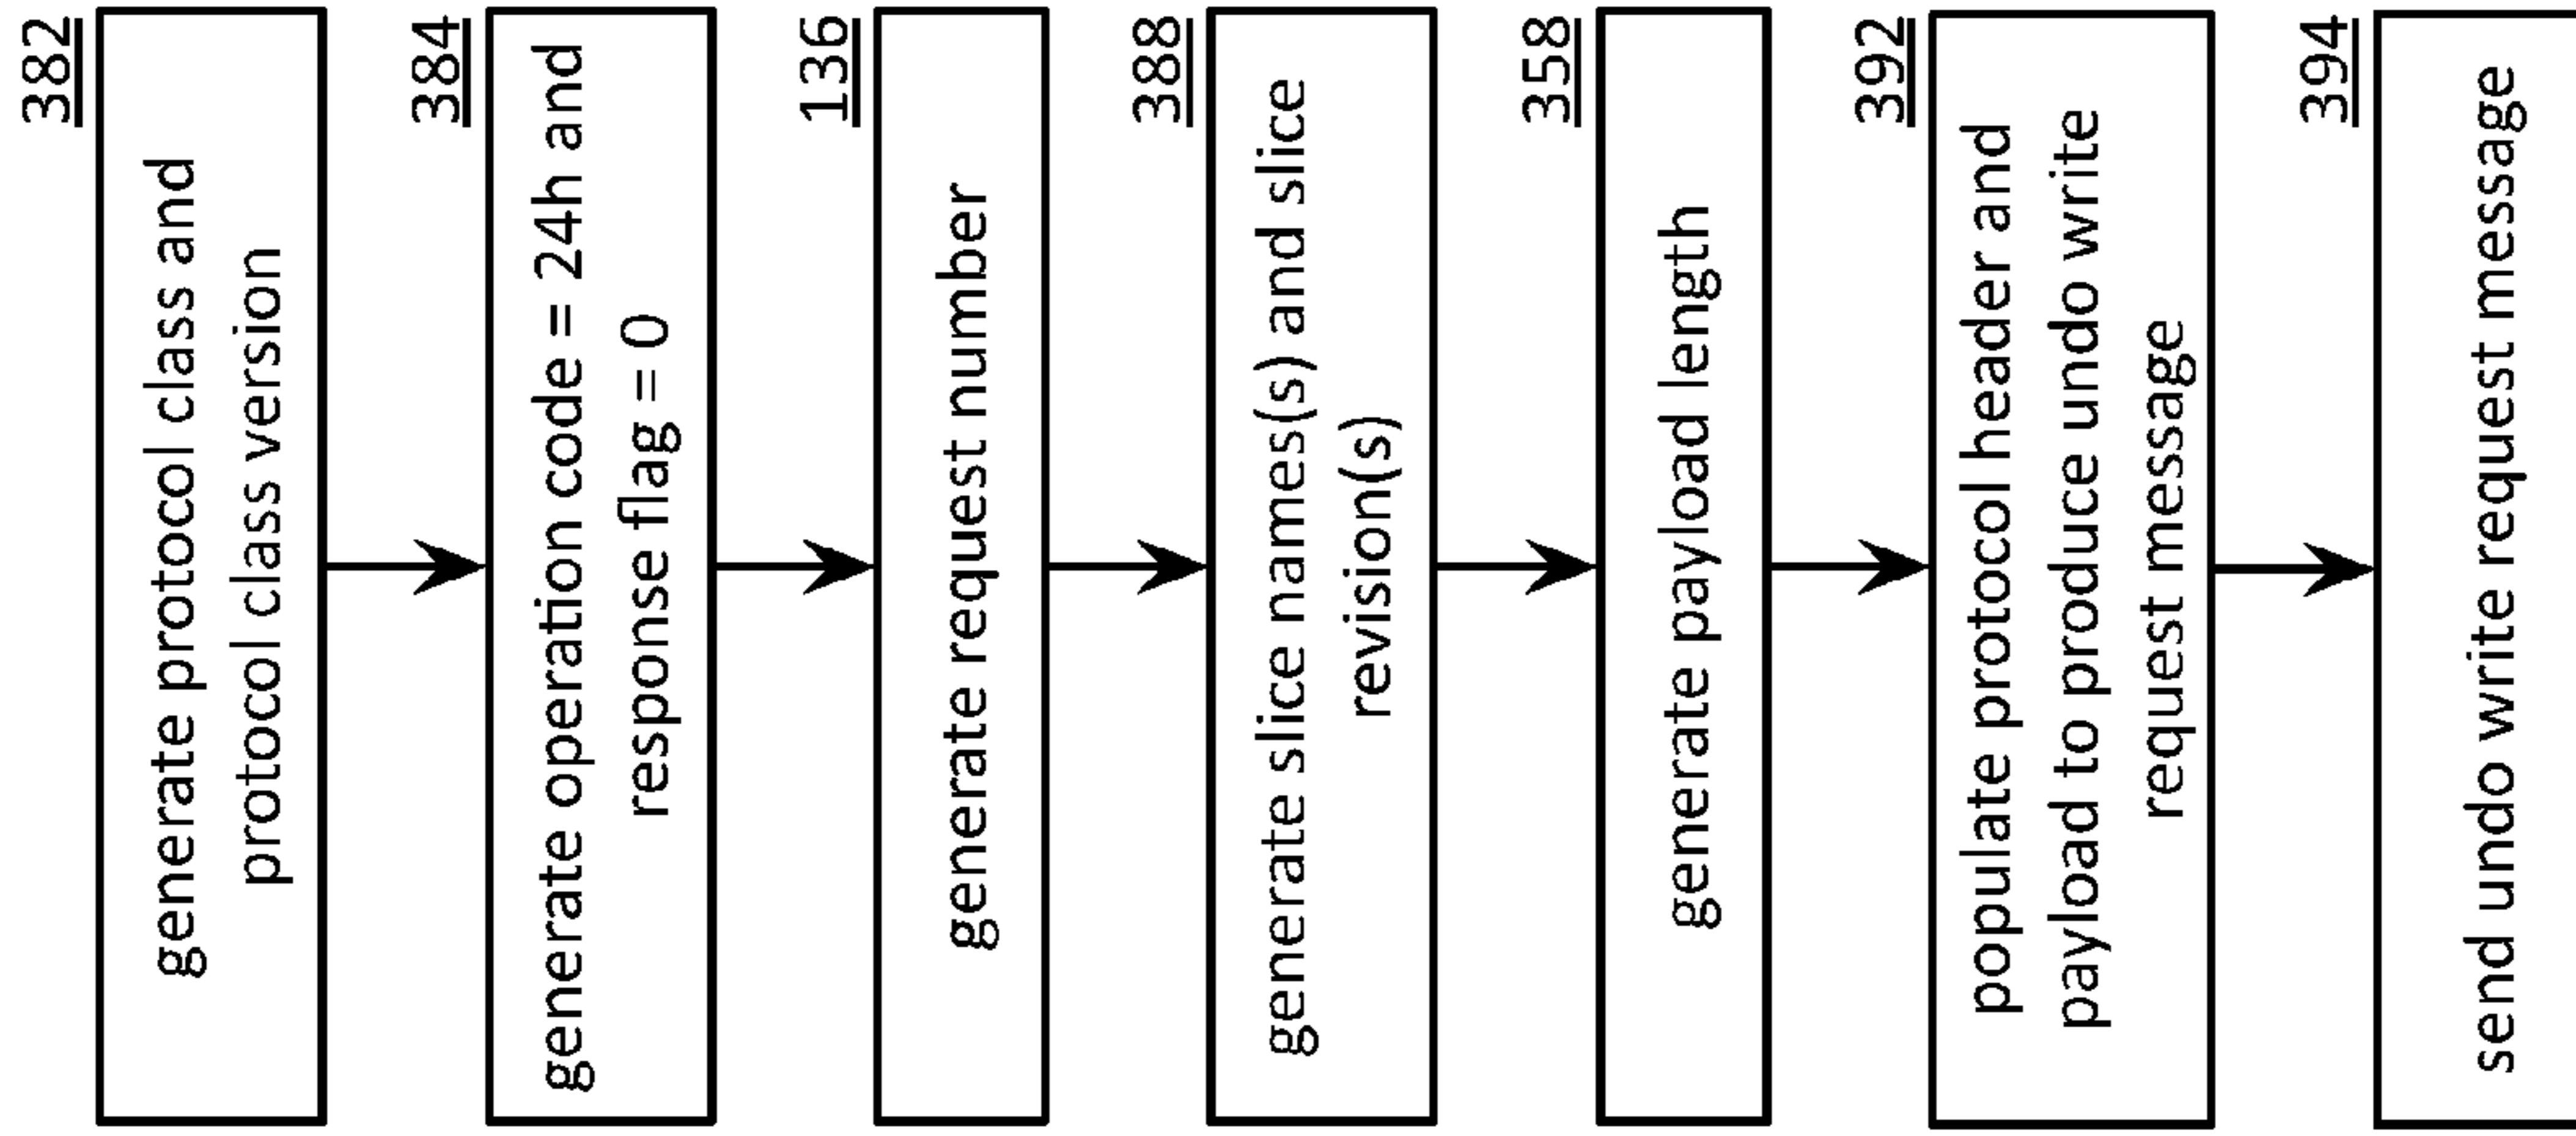 382
generate protocol class and
protocol class version
384
generate operation code = 24h and
response flag = 0
136
generate request number
388
generate slice names(s) and slice
revision(s)
358
generate payload length
392
populate protocol header and
payload to produce undo write
request message
394
send undo write request message